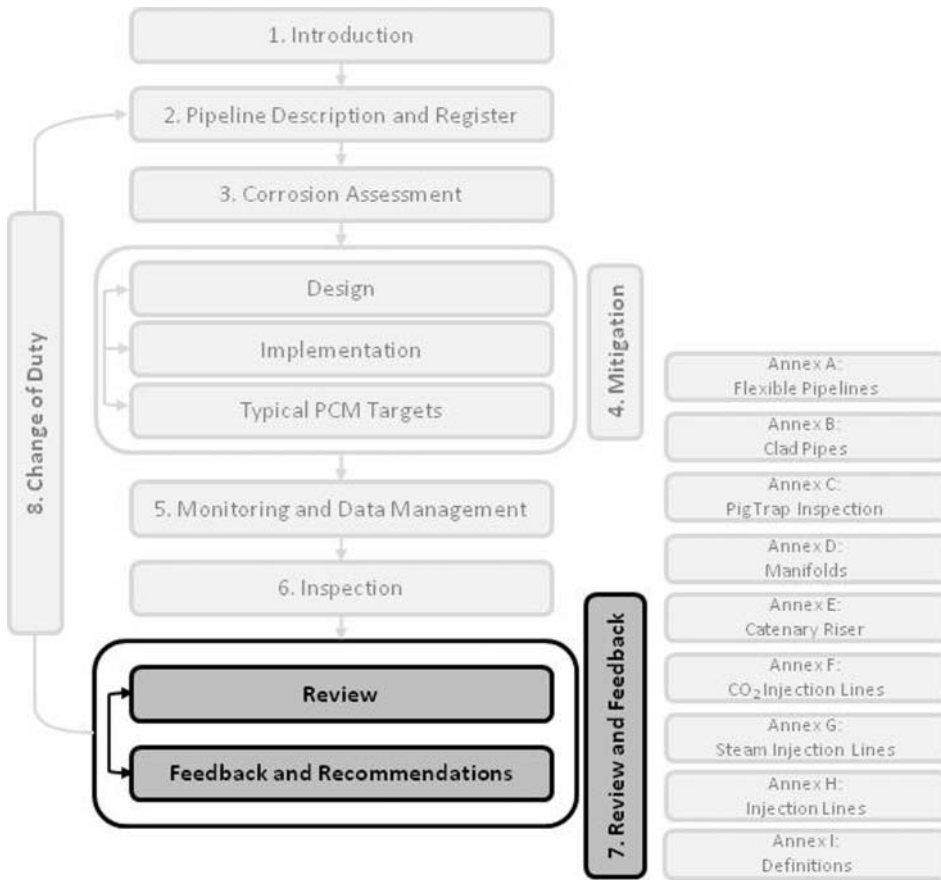 1. Introduction
2. Pipeline Description and Register
3. Corrosion Assessment
Design
Implementation
Typical PCM Targets
4. Mitigation
5. Monitoring and Data Management
6. Inspection
Review
Feedback and Recommendations
7. Review and Feedback
8. Change of Duty
Annex A:
Flexible Pipelines
Annex B:
Clad Pipes
Annex C:
PigTrap Inspection
Annex D:
Manifolds
Annex E:
Catenary Riser
Annex F:
CO₂ Injection Lines
Annex G:
Steam Injection Lines
Annex H:
Injection Lines
Annex I:
Definitions